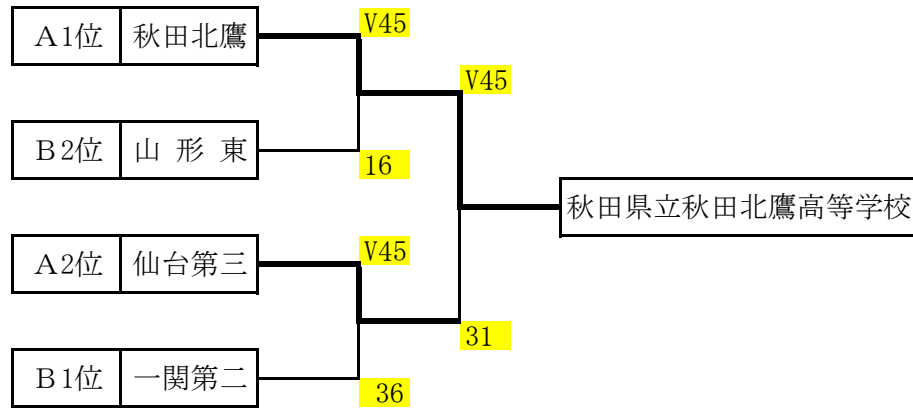 A1位 秋田北鷹 V45
V45
B2位 山形東 16
秋田県立秋田北鷹高等学校
A2位 仙台第三 V45
31
B1位 一関第二 36